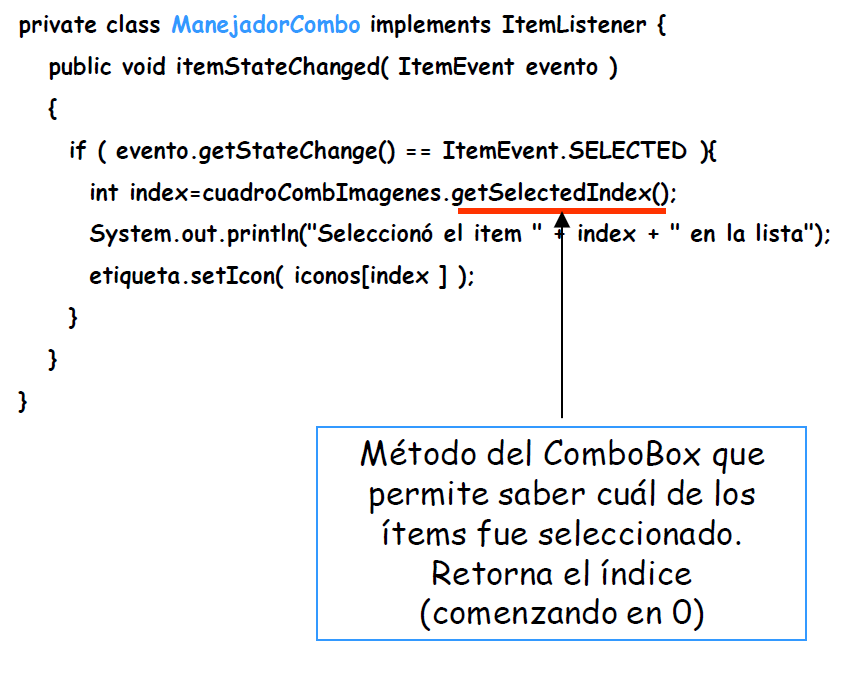 private class ManejadorCombo implements ItemListener {
public void itemStateChanged( ItemEvent evento )
{
if ( evento.getStateChange() == ItemEvent.SELECTED ){
int index=cuadroCombImagenes.getSelectedIndex();
System.out.println("Seleccionó el item " + index + " en la lista");
etiqueta.setIcon( iconos[index ] );
}
}
}
Método del ComboBox que
permite saber cuál de los
ítems fue seleccionado.
Retorna el índice
(comenzando en 0)